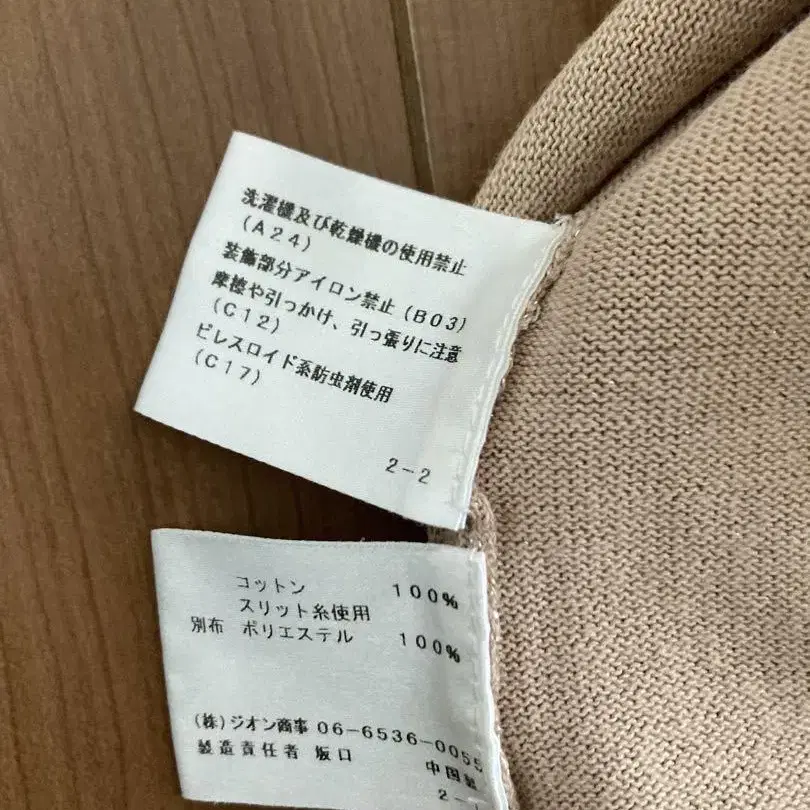 洗濯機及び乾燥機の使用禁止
(A24)
装飾部分アイロン禁止(B03)
摩擦や引っかけ、引っ張りに注意
(C12)
ピレスロイド系防虫剤使用
(C17)
2-2
コットン 100%
スリット糸使用
別布 ポリエステル 100%
(株)ジオン商事 06-6536-0055
製造責任者 坂口
中国製
2-1